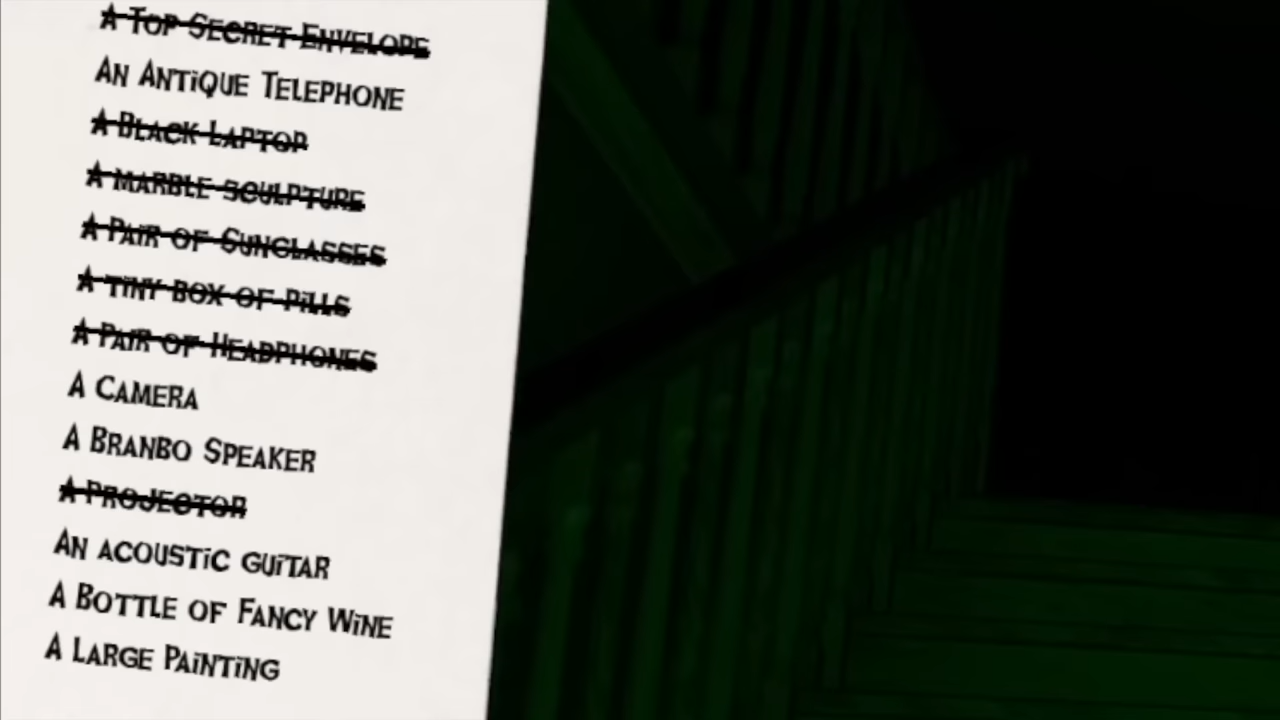 A Top Secret Envelope
An Antique Telephone
A Black Laptop
A marble sculpture
A Pair of Sunglasses
A tiny box of Pills
A Pair of Headphones
A Camera
A Branbo Speaker
A Projector
An acoustic guitar
A Bottle of Fancy Wine
A Large Painting